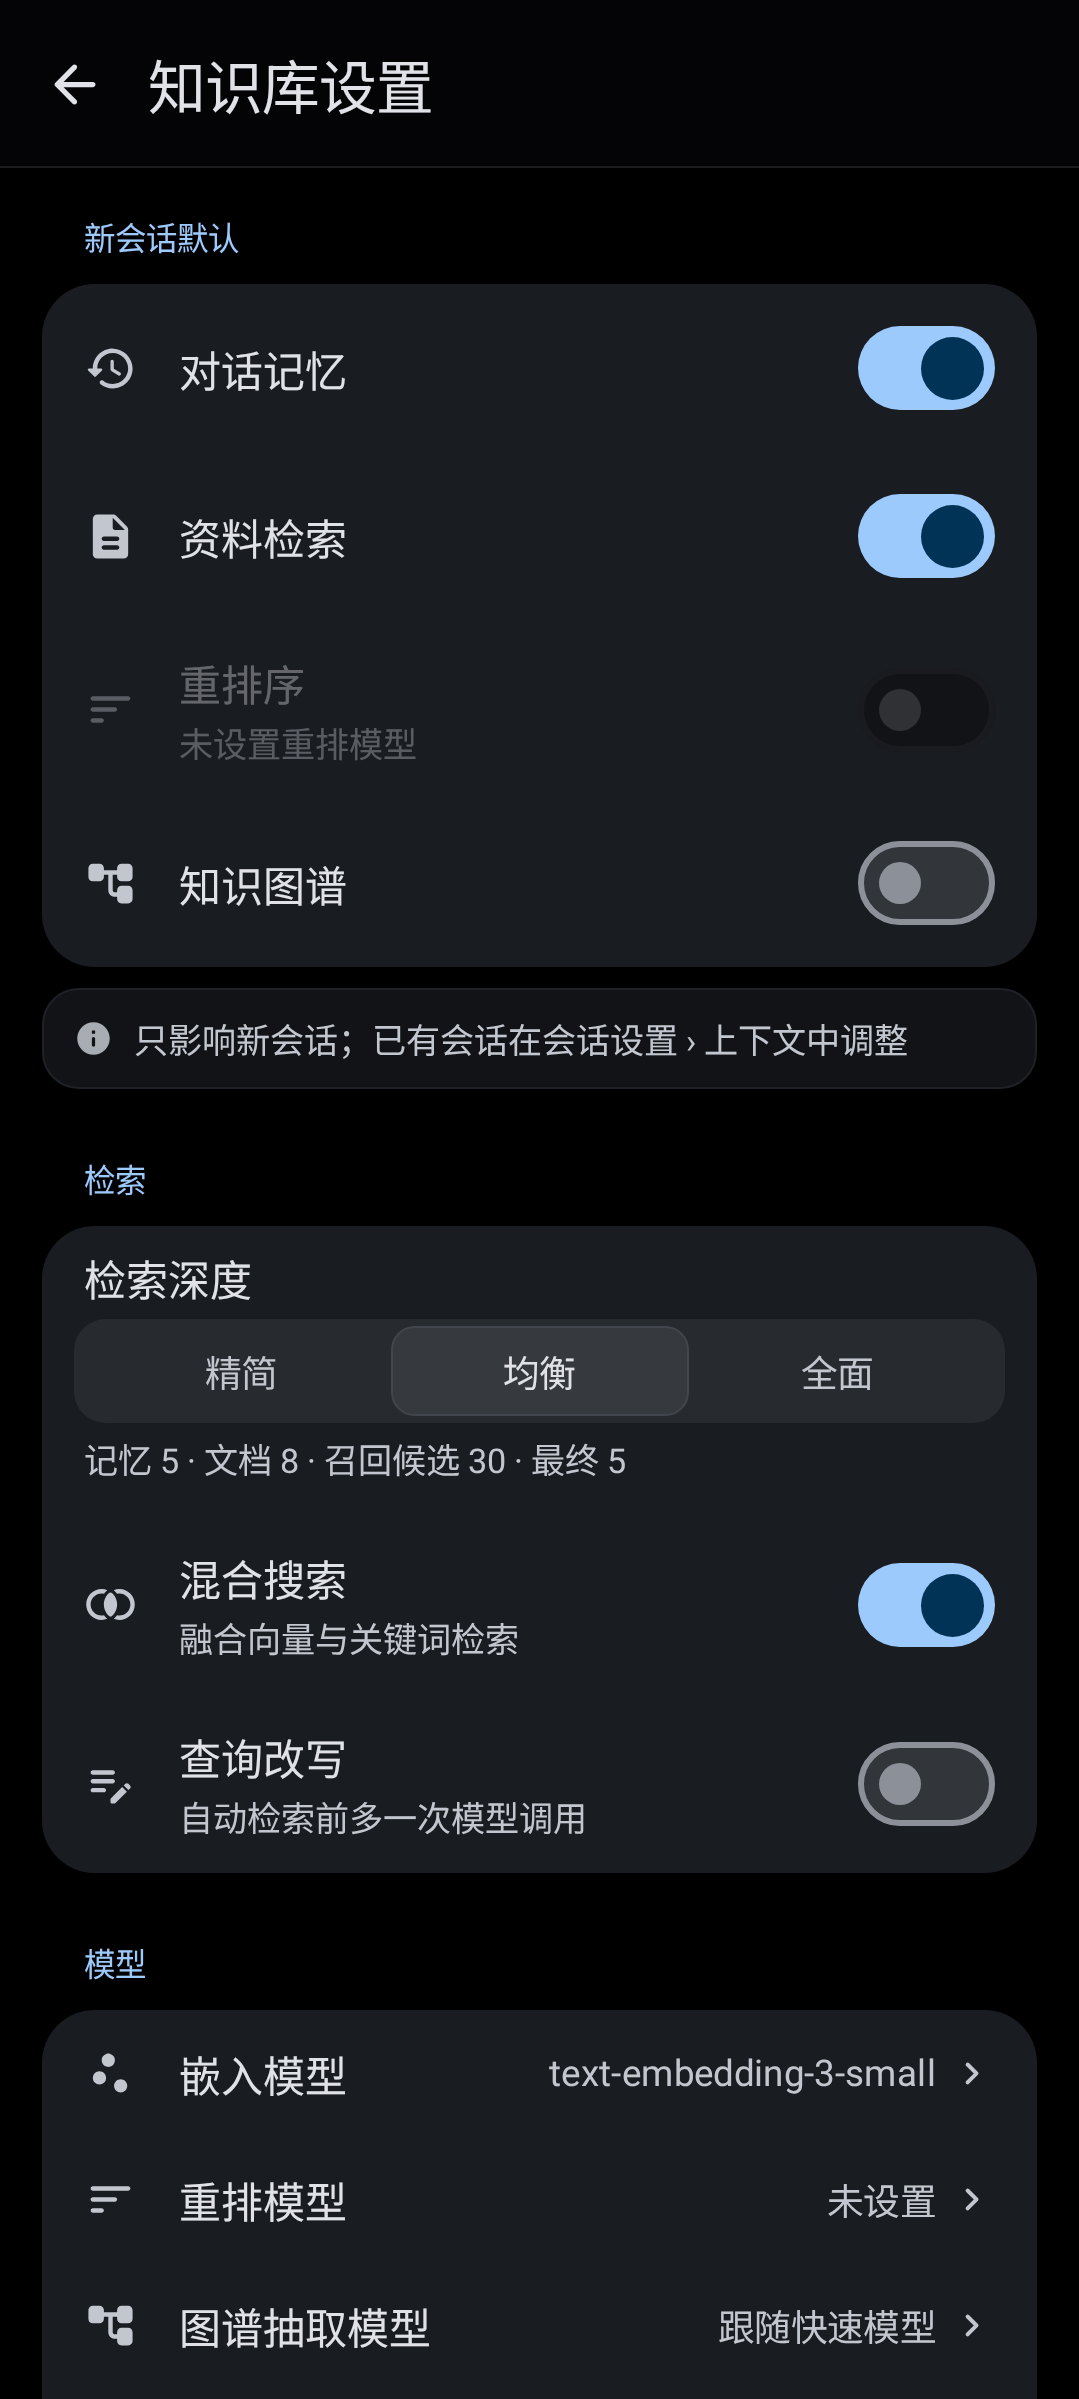 知识库设置
新会话默认
对话记忆
资料检索
重排序
未设置重排模型
知识图谱
只影响新会话；已有会话在会话设置 › 上下文中调整
检索
检索深度
精简 均衡 全面
记忆 5 · 文档 8 · 召回候选 30 · 最终 5
混合搜索
融合向量与关键词检索
查询改写
自动检索前多一次模型调用
模型
嵌入模型 text-embedding-3-small
重排模型 未设置
图谱抽取模型 跟随快速模型